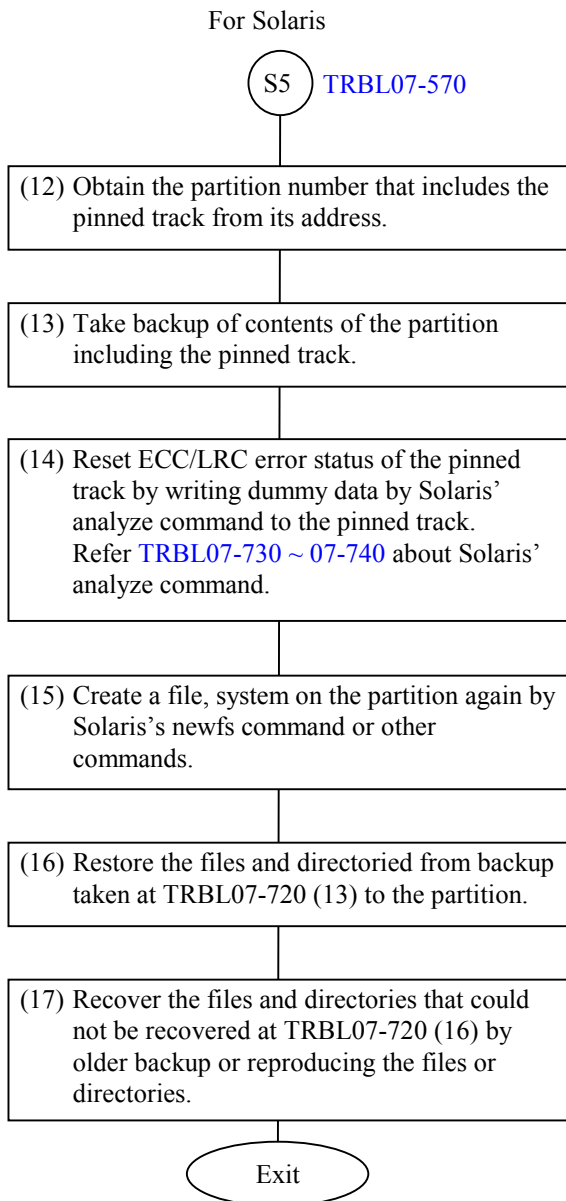 For Solaris
S5 TRBL07-570
(12) Obtain the partition number that includes the
pinned track from its address.
(13) Take backup of contents of the partition
including the pinned track.
(14) Reset ECC/LRC error status of the pinned
track by writing dummy data by Solaris’
analyze command to the pinned track.
Refer TRBL07-730 ~ 07-740 about Solaris’
analyze command.
(15) Create a file, system on the partition again by
Solaris’s newfs command or other
commands.
(16) Restore the files and directoried from backup
taken at TRBL07-720 (13) to the partition.
(17) Recover the files and directories that could
not be recovered at TRBL07-720 (16) by
older backup or reproducing the files or
directories.
Exit